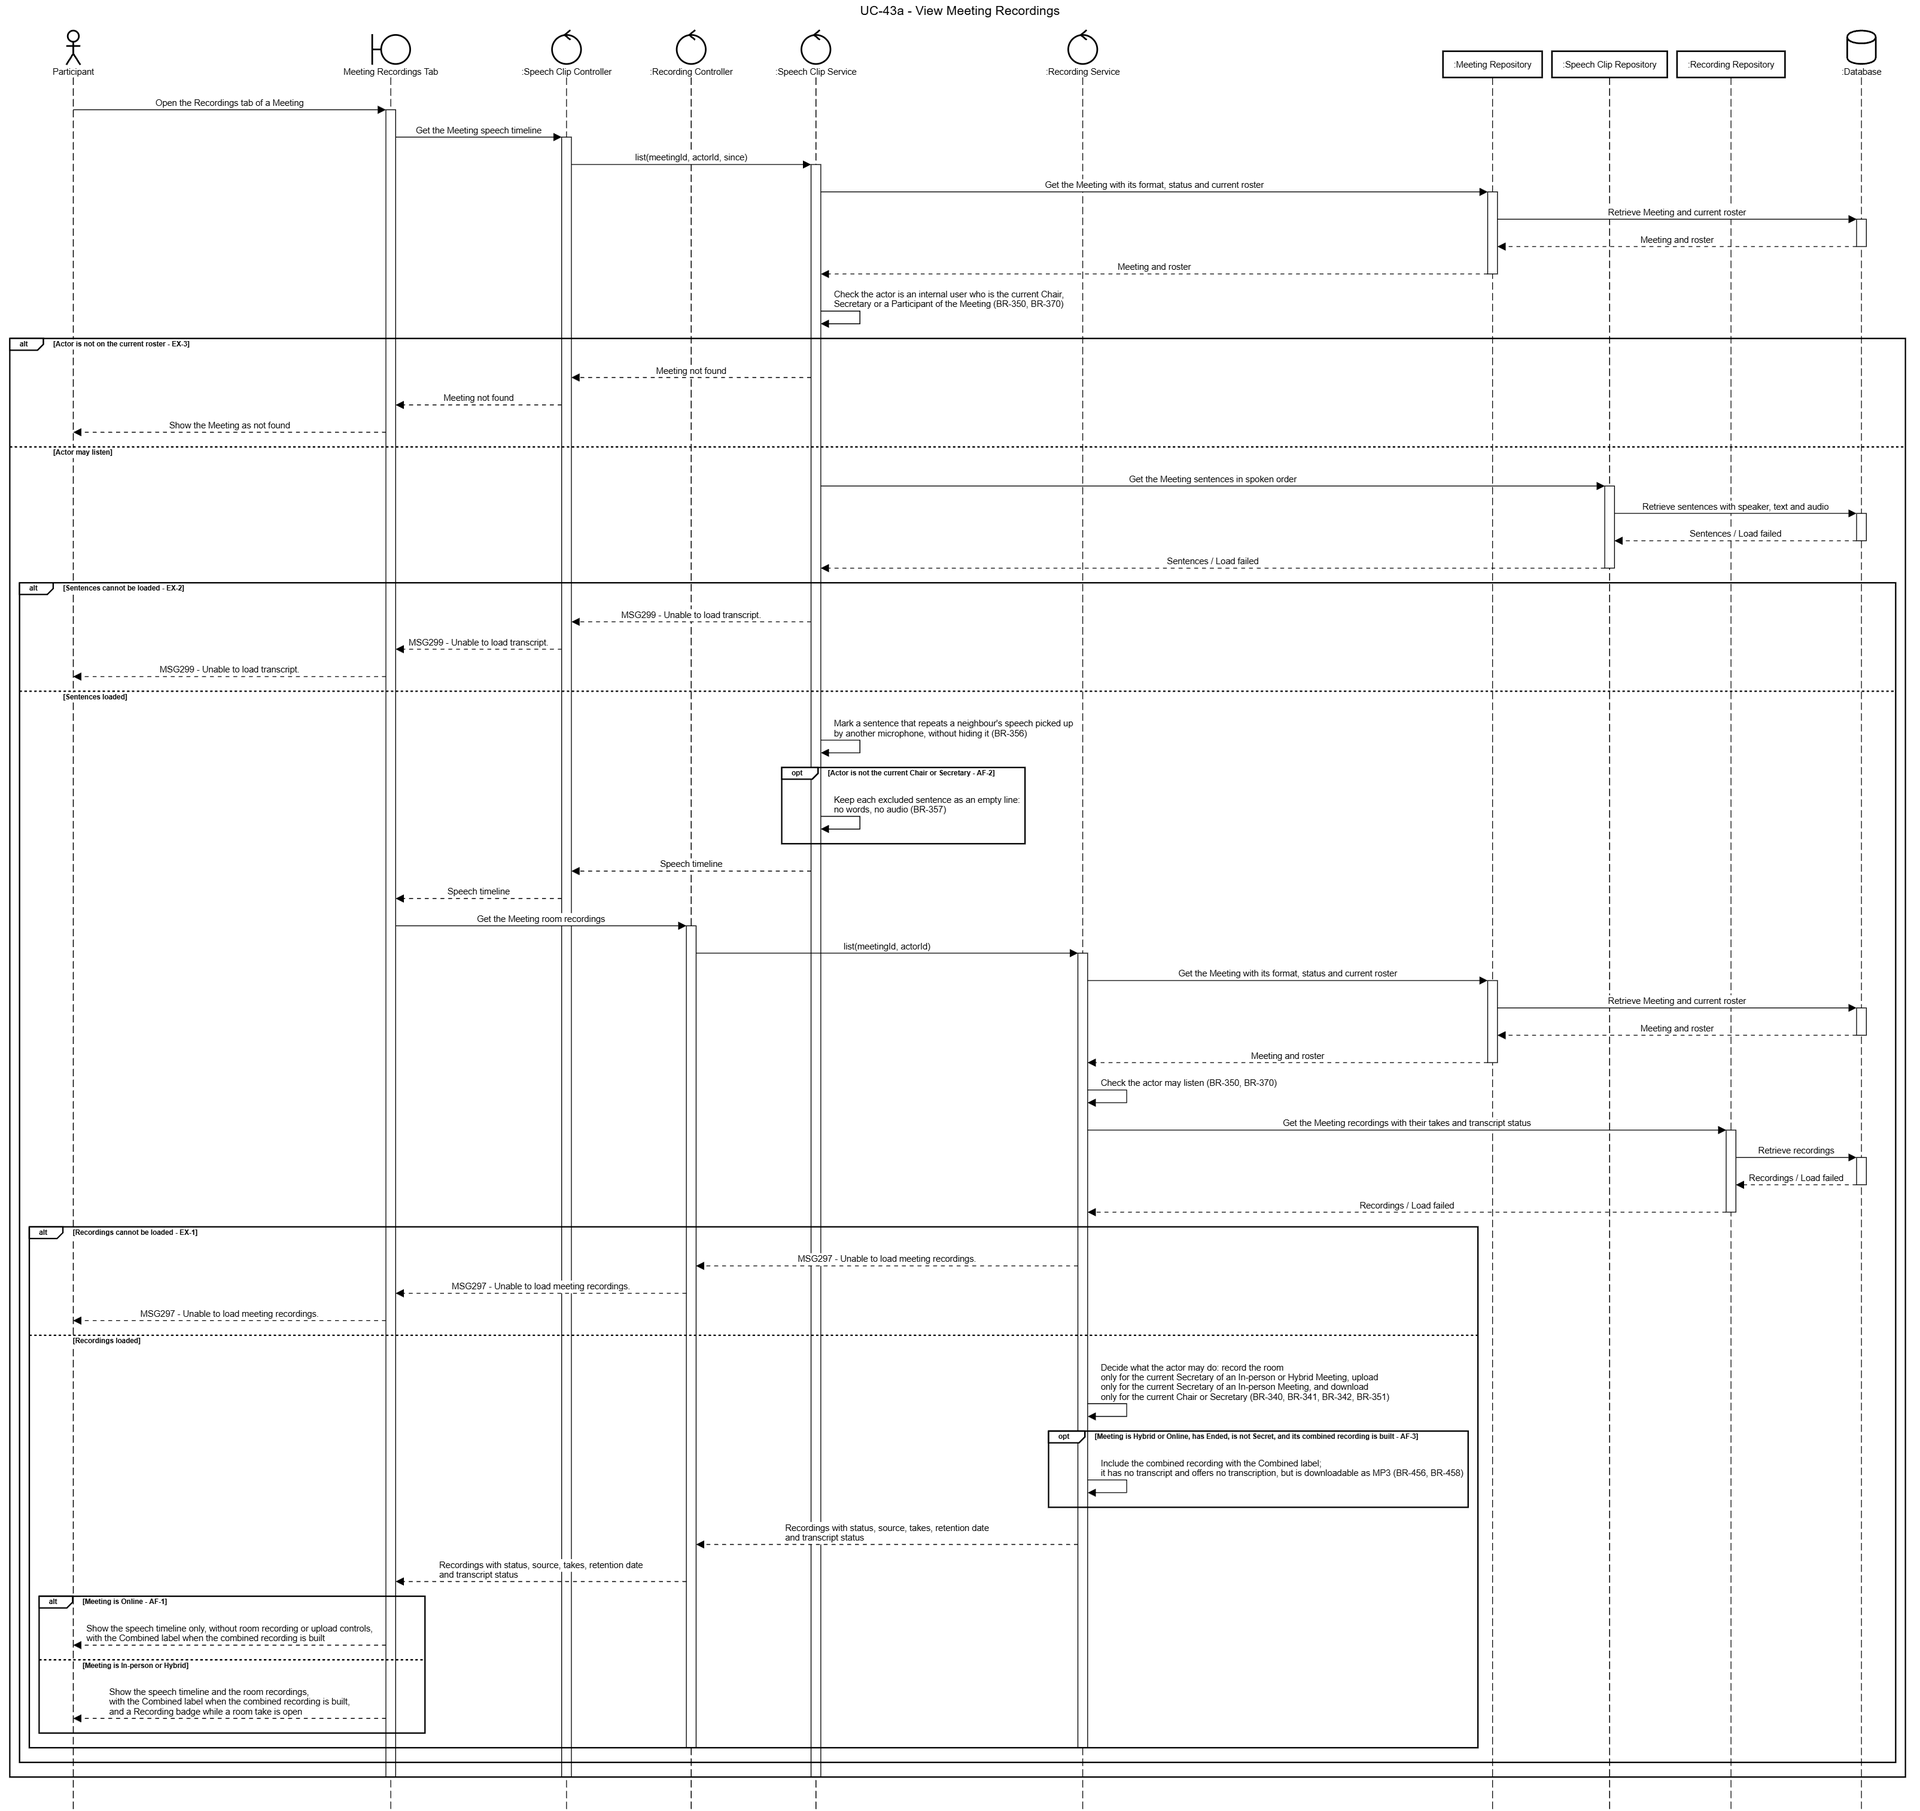 UC-43a - View Meeting Recordings
Participant
Meeting Recordings Tab
:Speech Clip Controller
:Recording Controller
:Speech Clip Service
:Recording Service
:Meeting Repository
:Speech Clip Repository
:Recording Repository
:Database
Open the Recordings tab of a Meeting
Get the Meeting speech timeline
list(meetingId, actorId, since)
Get the Meeting with its format, status and current roster
Retrieve Meeting and current roster
Meeting and roster
Meeting and roster
Check the actor is an internal user who is the current Chair,
Secretary or a Participant of the Meeting (BR-350, BR-370)
alt
[Actor is not on the current roster - EX-3]
Meeting not found
Meeting not found
Show the Meeting as not found
[Actor may listen]
Get the Meeting sentences in spoken order
Retrieve sentences with speaker, text and audio
Sentences / Load failed
Sentences / Load failed
alt
[Sentences cannot be loaded - EX-2]
MSG299 - Unable to load transcript.
MSG299 - Unable to load transcript.
MSG299 - Unable to load transcript.
[Sentences loaded]
Mark a sentence that repeats a neighbour's speech picked up
by another microphone, without hiding it (BR-356)
opt
[Actor is not the current Chair or Secretary - AF-2]
Keep each excluded sentence as an empty line:
no words, no audio (BR-357)
Speech timeline
Speech timeline
Get the Meeting room recordings
list(meetingId, actorId)
Get the Meeting with its format, status and current roster
Retrieve Meeting and current roster
Meeting and roster
Meeting and roster
Check the actor may listen (BR-350, BR-370)
Get the Meeting recordings with their takes and transcript status
Retrieve recordings
Recordings / Load failed
Recordings / Load failed
alt
[Recordings cannot be loaded - EX-1]
MSG297 - Unable to load meeting recordings.
MSG297 - Unable to load meeting recordings.
MSG297 - Unable to load meeting recordings.
[Recordings loaded]
Decide what the actor may do: record the room
only for the current Secretary of an In-person or Hybrid Meeting, upload
only for the current Secretary of an In-person Meeting, and download
only for the current Chair or Secretary (BR-340, BR-341, BR-342, BR-351)
opt
[Meeting is Hybrid or Online, has Ended, is not Secret, and its combined recording is built - AF-3]
Include the combined recording with the Combined label;
it has no transcript and offers no transcription, but is downloadable as MP3 (BR-456, BR-458)
Recordings with status, source, takes, retention date
and transcript status
Recordings with status, source, takes, retention date
and transcript status
alt
[Meeting is Online - AF-1]
Show the speech timeline only, without room recording or upload controls,
with the Combined label when the combined recording is built
[Meeting is In-person or Hybrid]
Show the speech timeline and the room recordings,
with the Combined label when the combined recording is built,
and a Recording badge while a room take is open